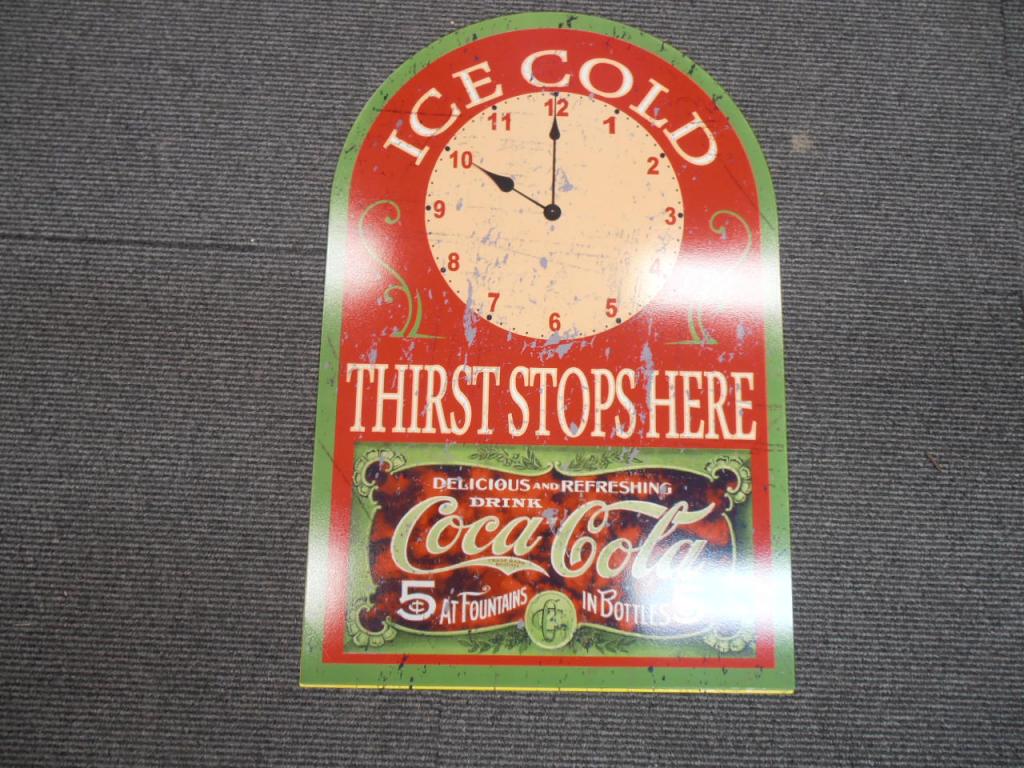 ICE COLD
12
11 1
10 2
9 3
8 4
7 5
6
THIRST STOPS HERE
DELICIOUS AND REFRESHING
DRINK
Coca-Cola
5¢ AT FOUNTAINS IN BOTTLES 5